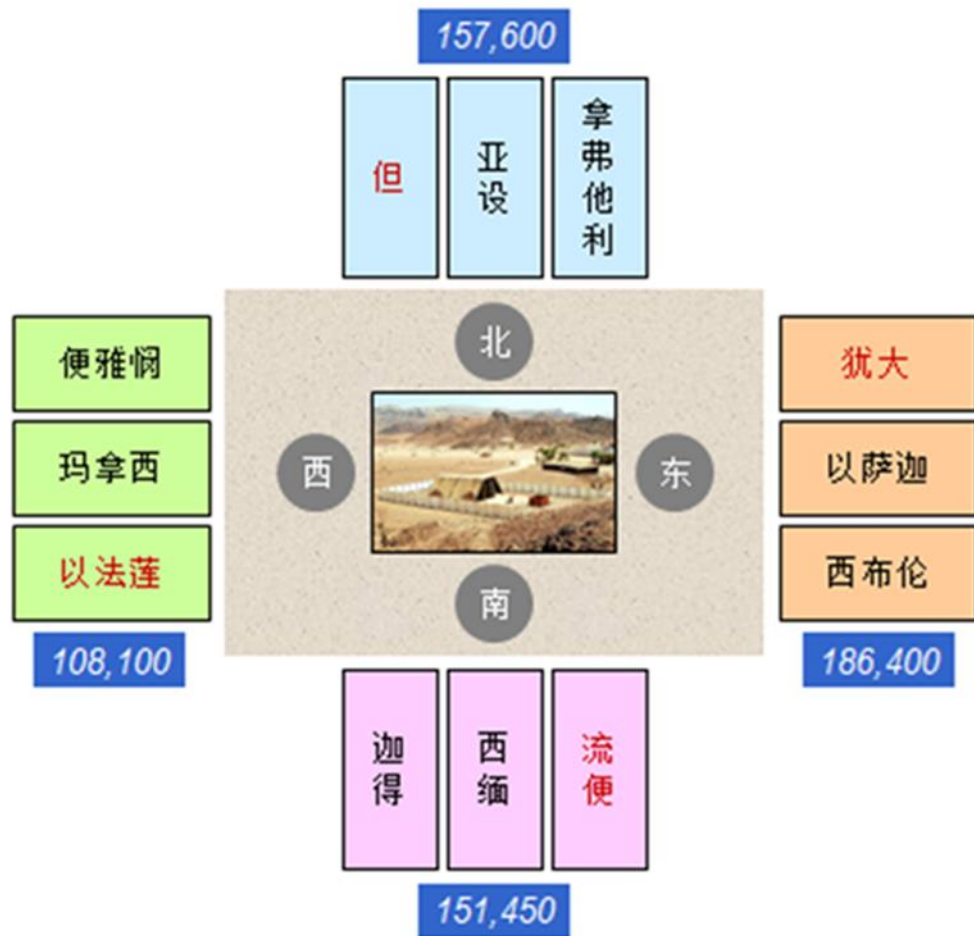 157,600
但
亚设
拿弗他利
北
便雅悯
玛拿西
以法莲
108,100
西
东
犹大
以萨迦
西布伦
186,400
南
迦得
西缅
流便
151,450